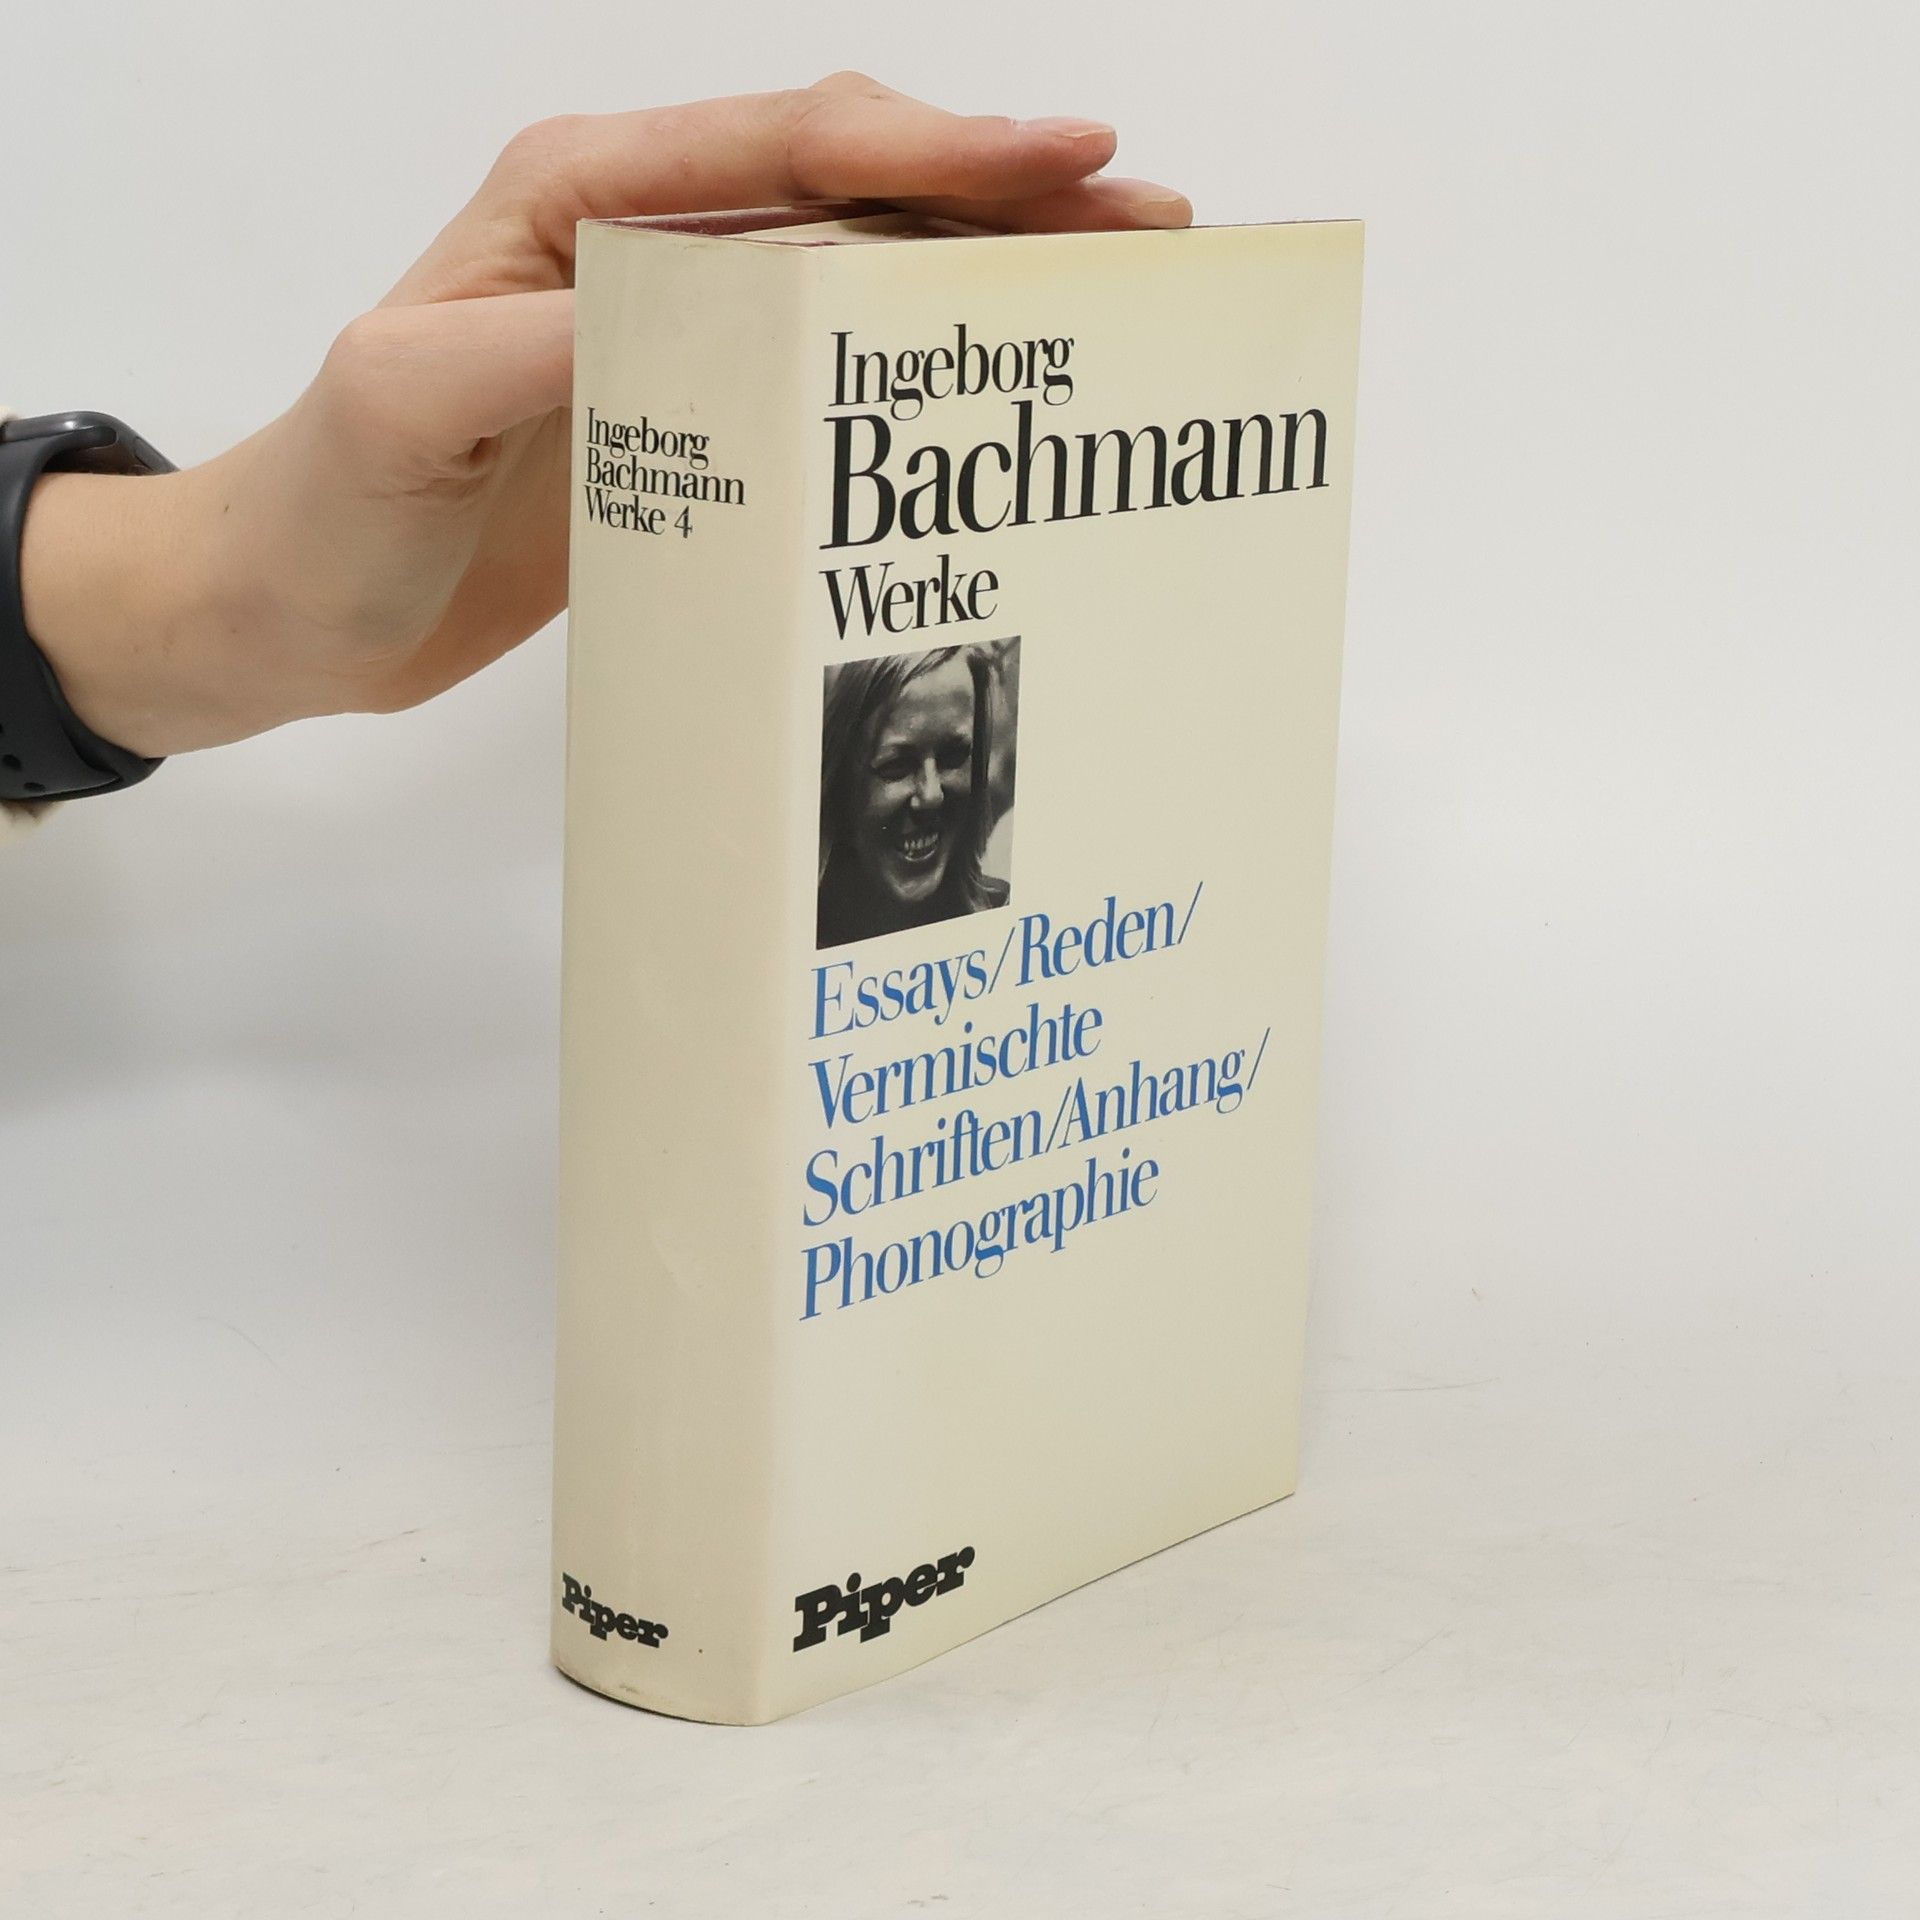 Ingeborg
Bachmann
Werke 4
Piper
Ingeborg
Bachmann
Werke
Essays/Reden/
Vermischte
Schriften/Anhang/
Phonographie
Piper